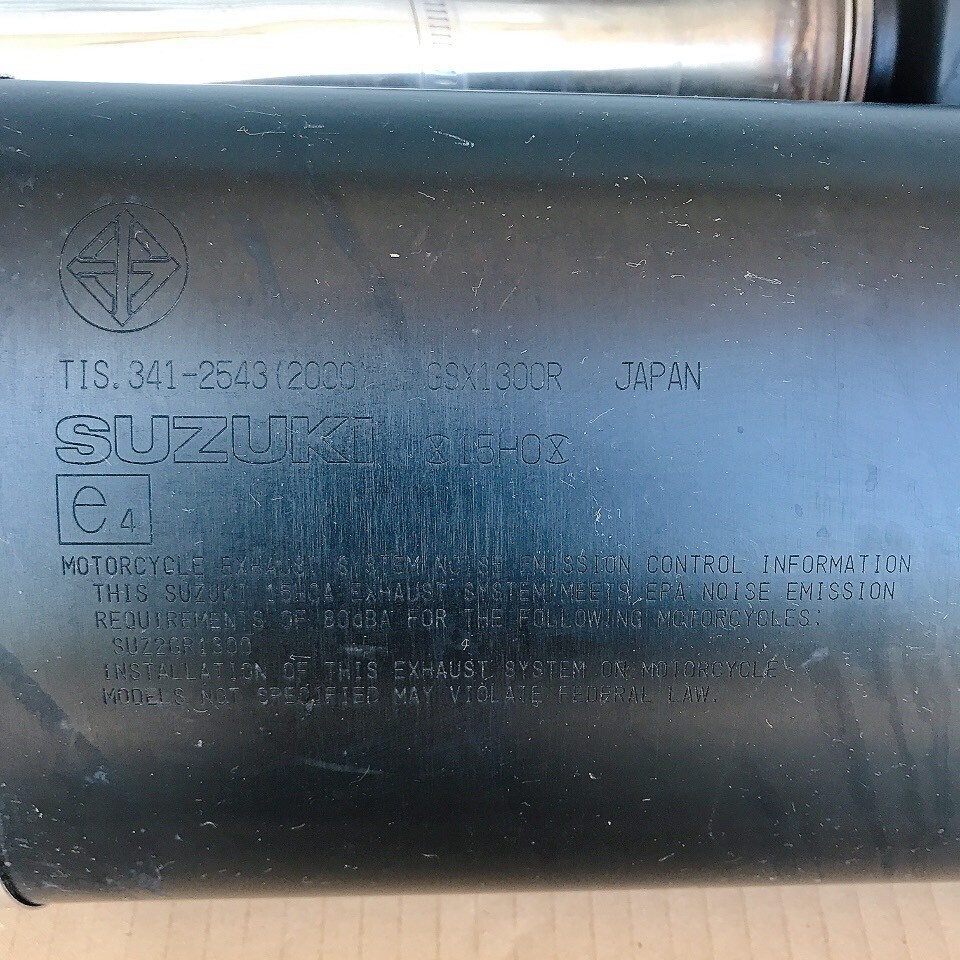 TIS. 341-2543(2000) GSX1300R JAPAN
SUZUKI 15H0
e4
MOTORCYCLE EXHAUST SYSTEM NOISE EMISSION CONTROL INFORMATION
THIS SUZUKI 15HCA EXHAUST SYSTEM MEETS EPA NOISE EMISSION
REQUIREMENTS OF 80dBA FOR THE FOLLOWING MOTORCYCLES:
SUZ2GR1300
INSTALLATION OF THIS EXHAUST SYSTEM ON MOTORCYCLE
MODELS NOT SPECIFIED MAY VIOLATE FEDERAL LAW.